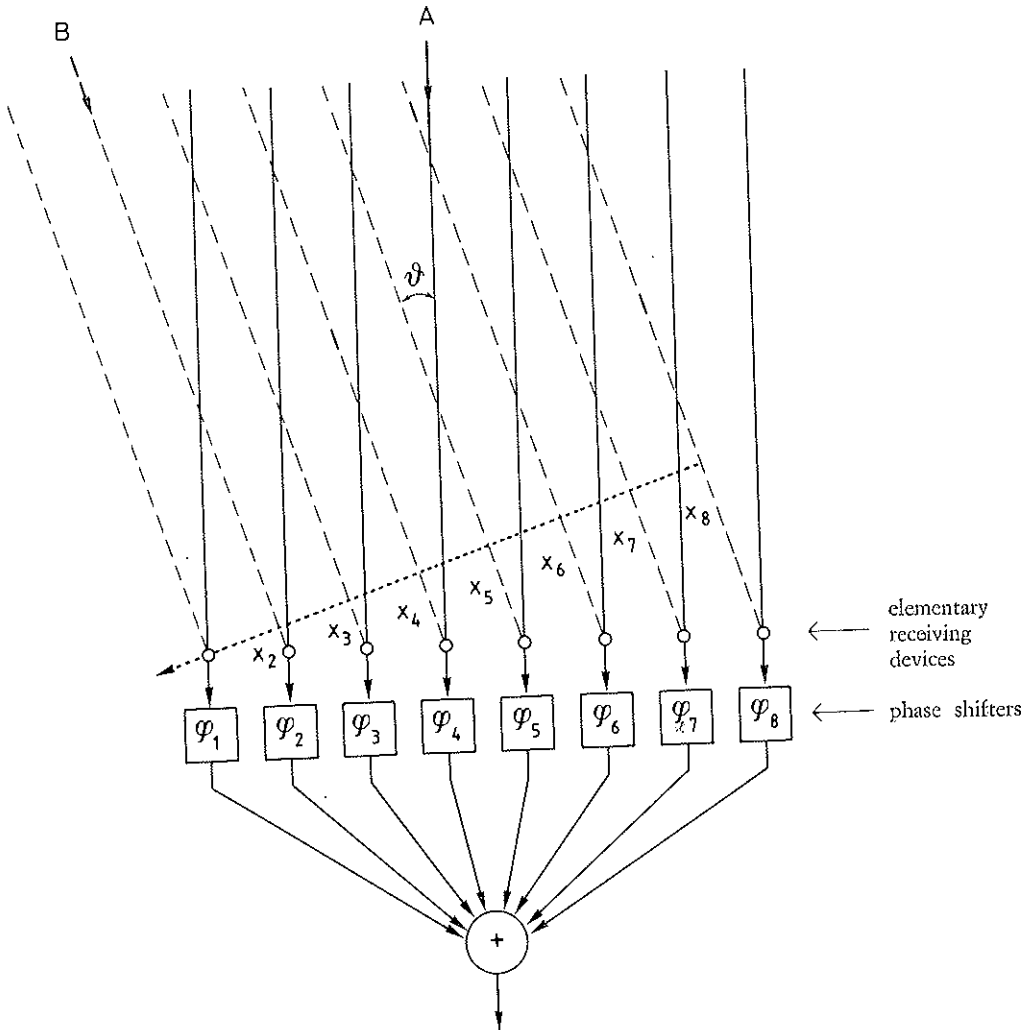 B
A
ϑ
x₈
x₇
x₆
x₅
x₄
x₃
x₂
elementary
recoiving
devices
φ₁ φ₂ φ₃ φ₄ φ₅ φ₆ φ₇ φ₈
phase shifters
+